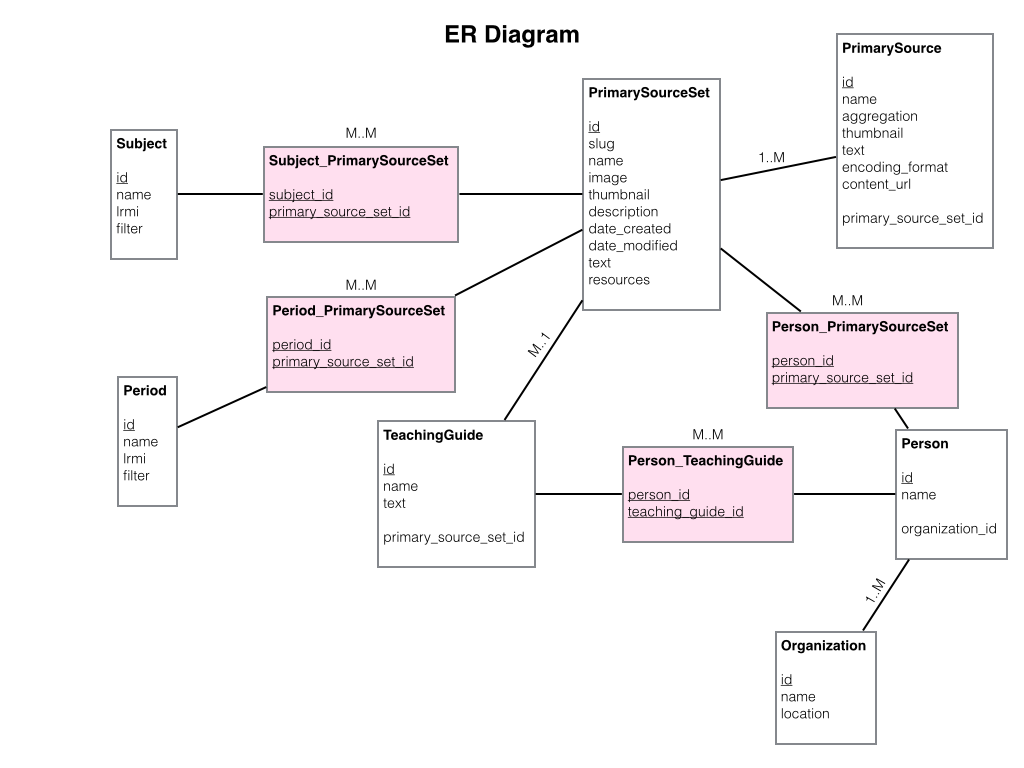 ER Diagram
PrimarySource
id
name
aggregation
thumbnail
text
encoding_format
content_url
primary_source_set_id
PrimarySourceSet
id
slug
name
image
thumbnail
description
date_created
date_modified
text
resources
1..M
Subject
id
name
lrmi
filter
M..M
Subject_PrimarySourceSet
subject_id
primary_source_set_id
M..M
Period_PrimarySourceSet
period_id
primary_source_set_id
M..M
Person_PrimarySourceSet
person_id
primary_source_set_id
M..1
Period
id
name
lrmi
filter
TeachingGuide
id
name
text
primary_source_set_id
M..M
Person_TeachingGuide
person_id
teaching_guide_id
Person
id
name
organization_id
1..M
Organization
id
name
location